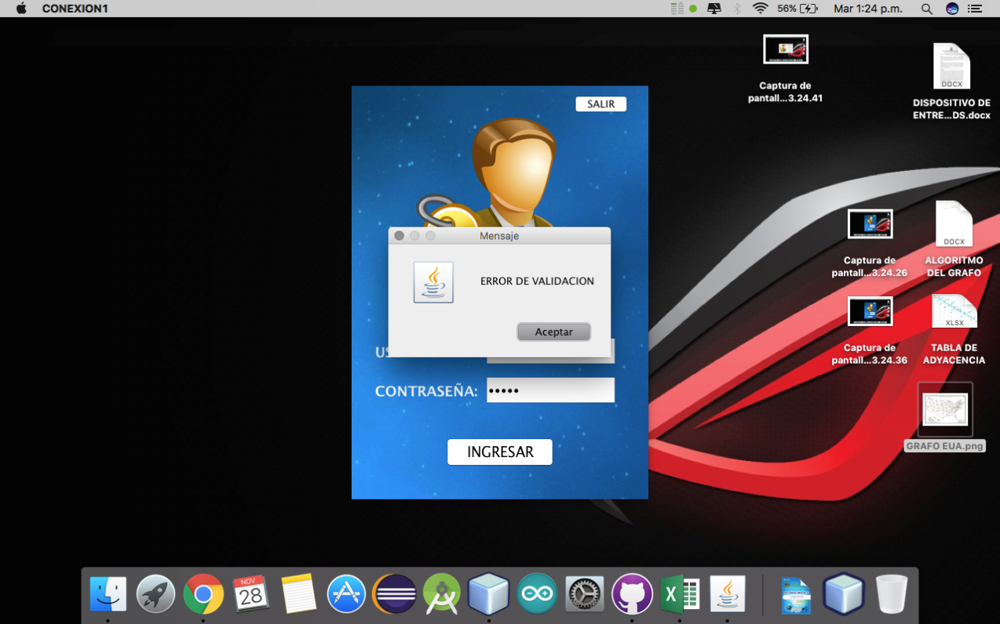 CONEXION1
56%
Mar 1:24 p.m.
Captura de
pantall...3.24.41
DOCX
DISPOSITIVO DE
ENTRE...DS.docx
SALIR
Mensaje
ERROR DE VALIDACION
Aceptar
US
CONTRASEÑA:
•••••
INGRESAR
Captura de
pantall...3.24.26
DOCX
ALGORITMO
DEL GRAFO
Captura de
pantall...3.24.36
XLSX
TABLA DE
ADYACENCIA
GRAFO EUA.png
NOV
28